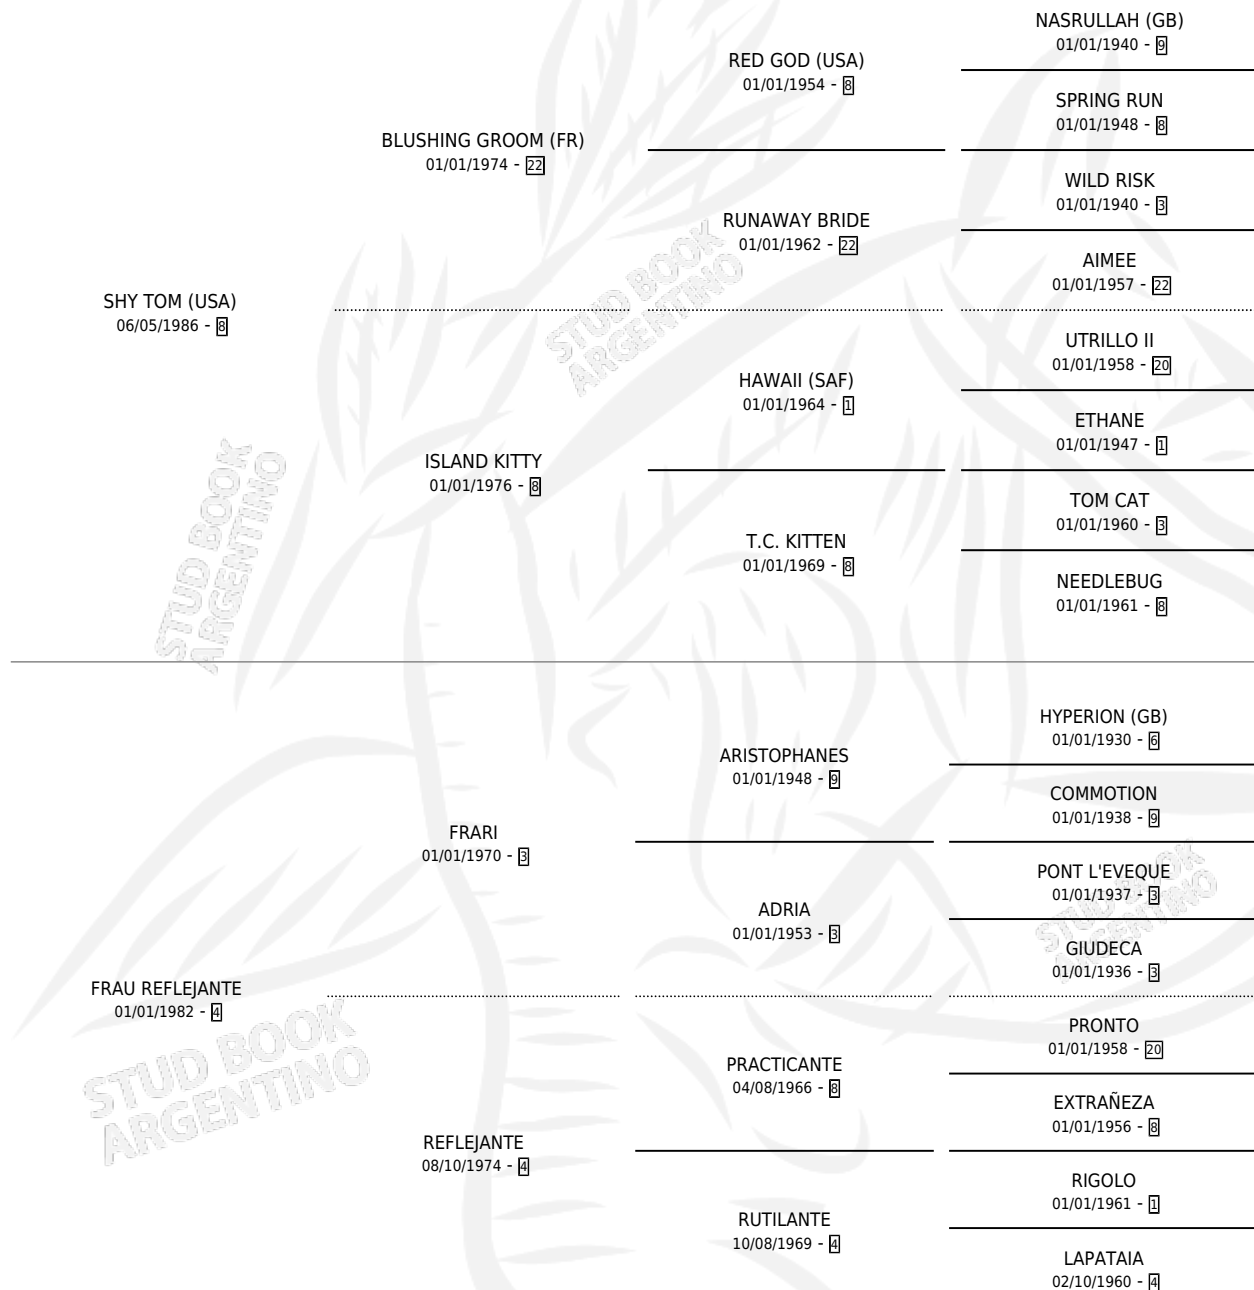 NASRULLAH (GB)
01/01/1940 - 9
RED GOD (USA)
01/01/1954 - 8
SPRING RUN
01/01/1948 - 8
BLUSHING GROOM (FR)
01/01/1974 - 22
WILD RISK
01/01/1940 - 3
RUNAWAY BRIDE
01/01/1962 - 22
AIMEE
01/01/1957 - 22
SHY TOM (USA)
06/05/1986 - 8
UTRILLO II
01/01/1958 - 20
HAWAII (SAF)
01/01/1964 - 1
ETHANE
01/01/1947 - 1
ISLAND KITTY
01/01/1976 - 8
TOM CAT
01/01/1960 - 3
T.C. KITTEN
01/01/1969 - 8
NEEDLEBUG
01/01/1961 - 8
HYPERION (GB)
01/01/1930 - 6
ARISTOPHANES
01/01/1948 - 9
COMMOTION
01/01/1938 - 9
FRARI
01/01/1970 - 3
PONT L'EVEQUE
01/01/1937 - 3
ADRIA
01/01/1953 - 3
GIUDECA
01/01/1936 - 3
FRAU REFLEJANTE
01/01/1982 - 4
PRONTO
01/01/1958 - 20
PRACTICANTE
04/08/1966 - 8
EXTRAÑEZA
01/01/1956 - 8
REFLEJANTE
08/10/1974 - 4
RIGOLO
01/01/1961 - 1
RUTILANTE
10/08/1969 - 4
LAPATAIA
02/10/1960 - 4
STUD BOOK
ARGENTINO
STUD BOOK
ARGENTINO
STUD BOOK
ARGENTINO
STUD BOOK
ARGENTINO